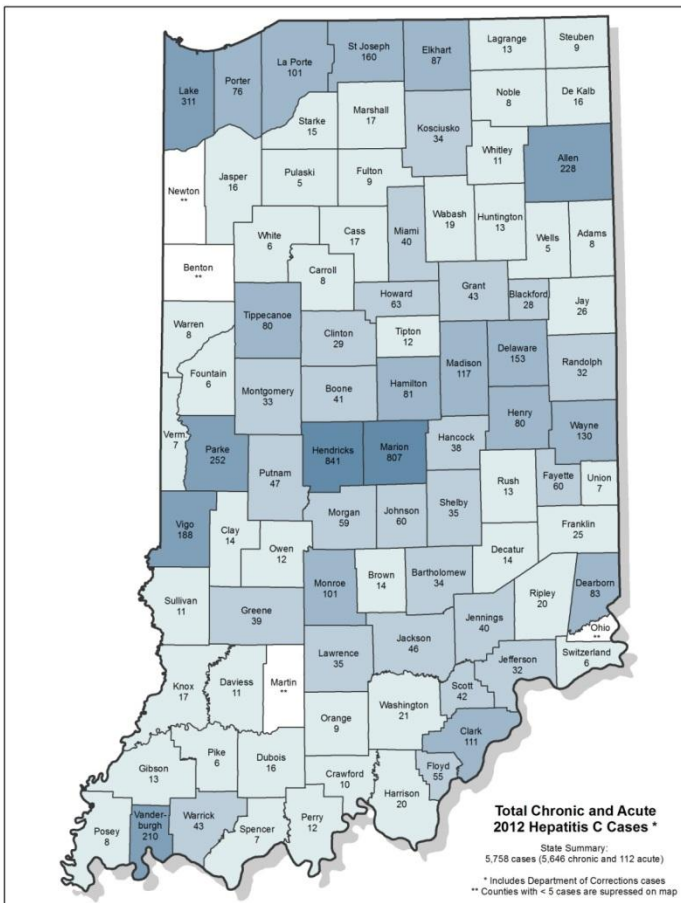 Lagrange
13
Steuben
9
St Joseph
160
Elkhart
87
La Porte
101
Porter
76
Lake
311
Noble
8
De Kalb
16
Marshall
17
Starke
15
Kosciusko
34
Whitley
11
Allen
228
Newton
**
Jasper
16
Pulaski
5
Fulton
9
Wabash
19
Huntington
13
Miami
40
Cass
17
White
6
Wells
5
Adams
8
Benton
**
Carroll
8
Howard
63
Grant
43
Blackford
28
Jay
26
Tippecanoe
80
Warren
8
Clinton
29
Tipton
12
Delaware
153
Madison
117
Randolph
32
Fountain
6
Montgomery
33
Boone
41
Hamilton
81
Henry
80
Wayne
130
Verm.
7
Parke
252
Hendricks
841
Marion
807
Hancock
38
Putnam
47
Rush
13
Fayette
60
Union
7
Vigo
188
Morgan
59
Johnson
60
Shelby
35
Clay
14
Owen
12
Franklin
25
Decatur
14
Monroe
101
Brown
14
Bartholomew
34
Ripley
20
Dearborn
83
Sullivan
11
Greene
39
Jennings
40
Ohio
**
Jackson
46
Switzerland
6
Lawrence
35
Jefferson
32
Knox
17
Daviess
11
Martin
**
Scott
42
Washington
21
Orange
9
Clark
111
Gibson
13
Pike
6
Dubois
16
Floyd
55
Crawford
10
Harrison
20
Posey
8
Vander-
burgh
210
Warrick
43
Spencer
7
Perry
12
Total Chronic and Acute
2012 Hepatitis C Cases *
State Summary:
5,758 cases (5,646 chronic and 112 acute)
* Includes Department of Corrections cases
** Counties with < 5 cases are supressed on map